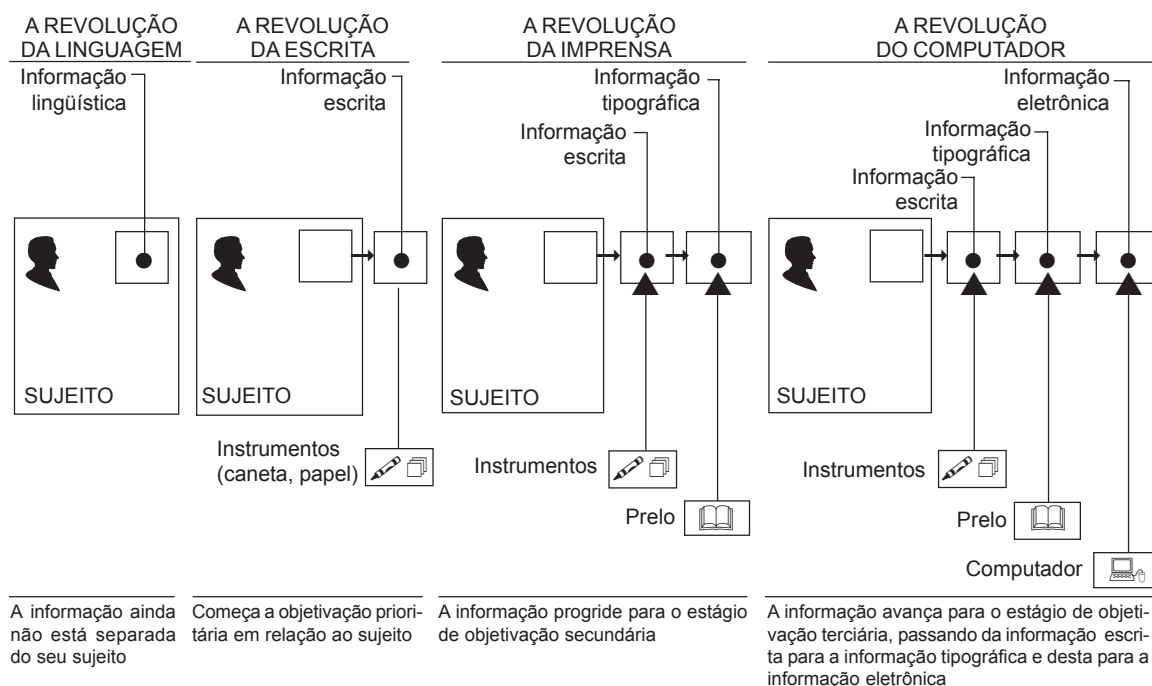 A REVOLUÇÃO
DA LINGUAGEM
Informação
lingüística
SUJEITO
A informação ainda
não está separada
do seu sujeito
A REVOLUÇÃO
DA ESCRITA
Informação
escrita
SUJEITO
Instrumentos
(caneta, papel)
Começa a objetivação priori-
tária em relação ao sujeito
A REVOLUÇÃO
DA IMPRENSA
Informação
tipográfica
Informação
escrita
SUJEITO
Instrumentos
Prelo
A informação progride para o estágio
de objetivação secundária
A REVOLUÇÃO
DO COMPUTADOR
Informação
eletrônica
Informação
tipográfica
Informação
escrita
SUJEITO
Instrumentos
Prelo
Computador
A informação avança para o estágio de objeti-
vação terciária, passando da informação escri-
ta para a informação tipográfica e desta para a
informação eletrônica